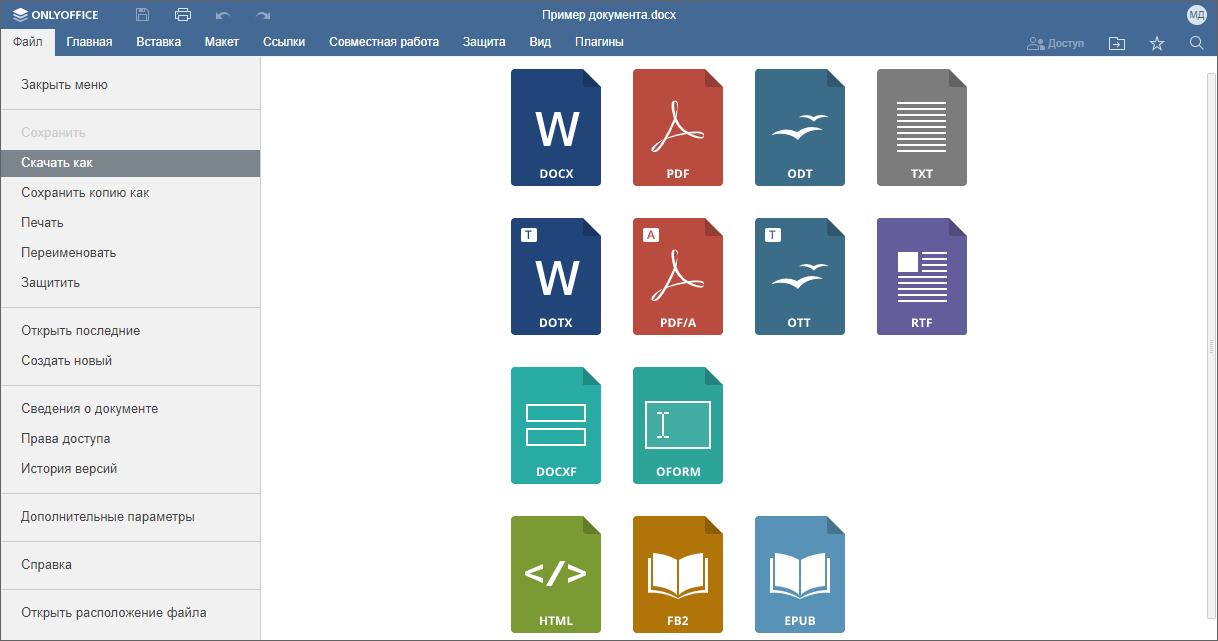 ONLYOFFICE
Пример документа.docx
МД
Файл Главная Вставка Макет Ссылки Совместная работа Защита Вид Плагины
Доступ
Закрыть меню
Сохранить
Скачать как
Сохранить копию как
Печать
Переименовать
Защитить
Открыть последние
Создать новый
Сведения о документе
Права доступа
История версий
Дополнительные параметры
Справка
Открыть расположение файла
W
DOCX PDF ODT TXT
T A T
W
DOTX PDF/A OTT RTF
DOCXF OFORM
</>
HTML FB2 EPUB